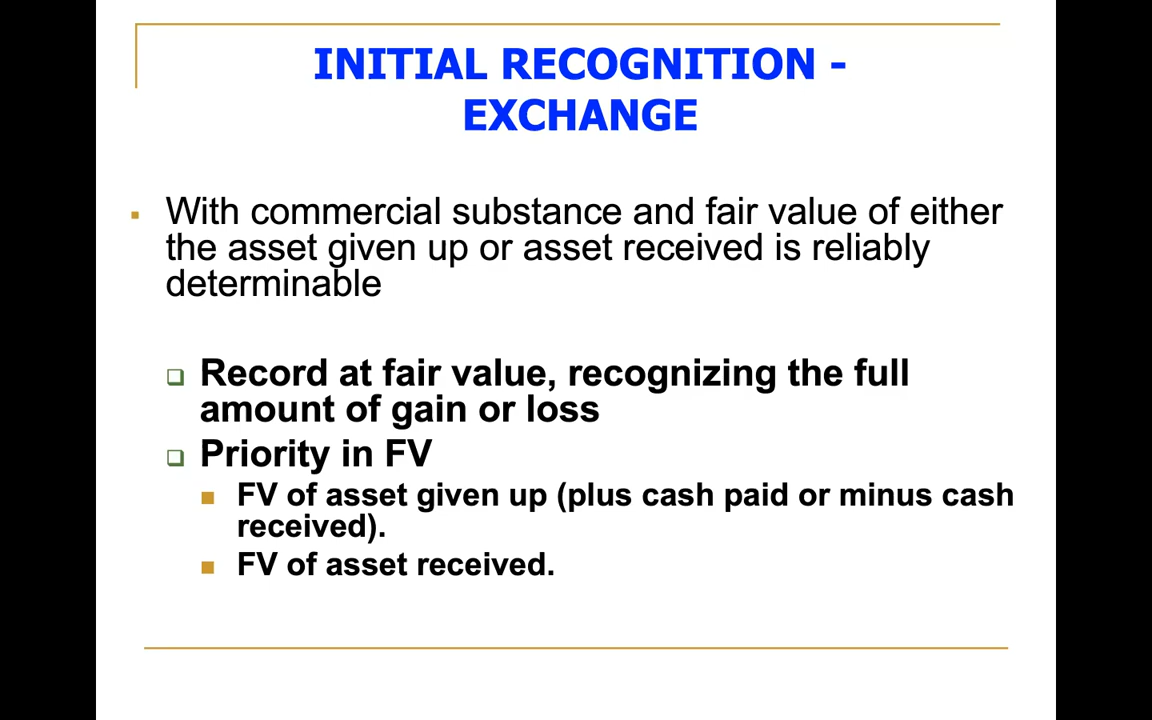 INITIAL RECOGNITION -
EXCHANGE
With commercial substance and fair value of either
the asset given up or asset received is reliably
determinable
Record at fair value, recognizing the full
amount of gain or loss
Priority in FV
FV of asset given up (plus cash paid or minus cash
received).
FV of asset received.